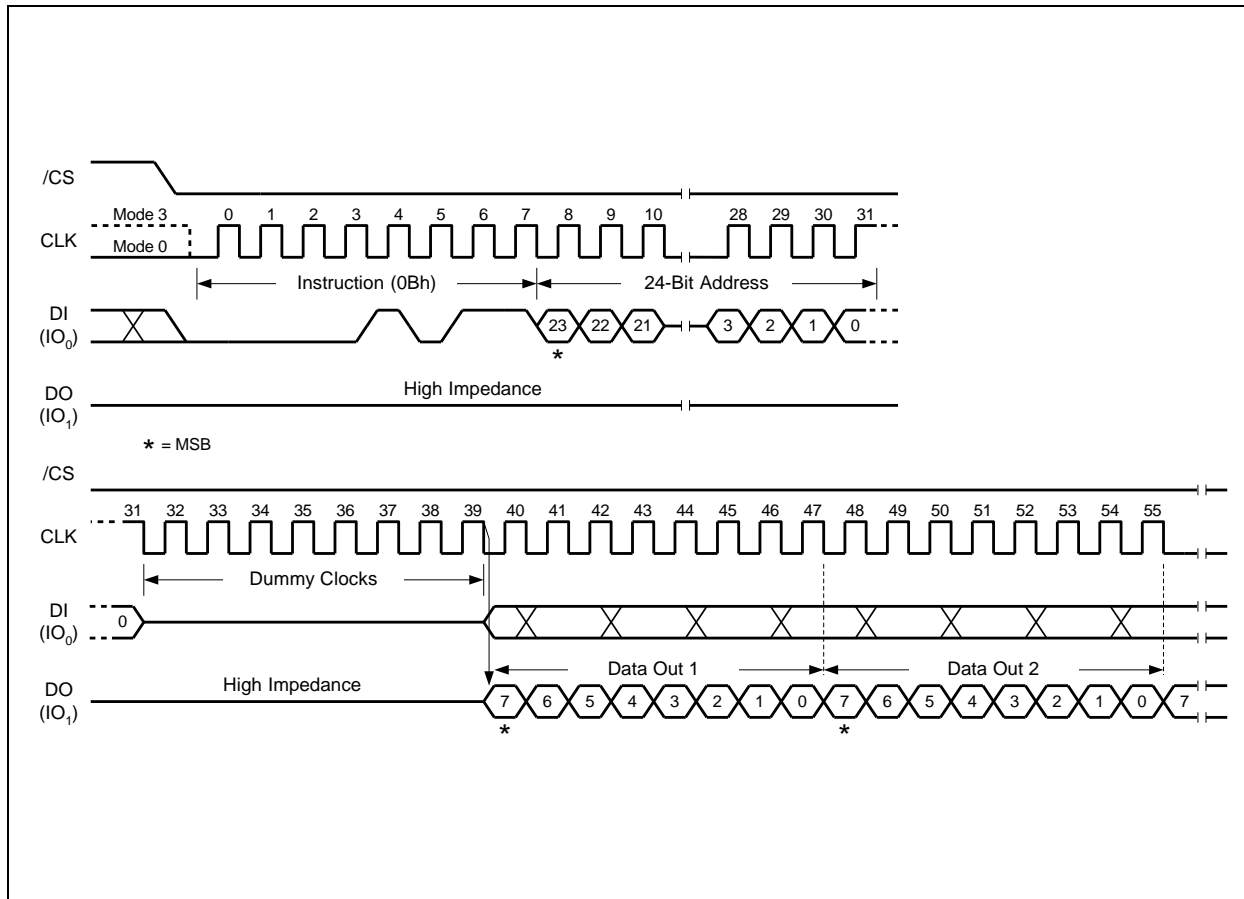 /CS
Mode 3 0 1 2 3 4 5 6 7 8 9 10 28 29 30 31
CLK
Mode 0
Instruction (0Bh) 24-Bit Address
DI
(IO0) 23 22 21 3 2 1 0
*
High Impedance
DO
(IO1)
* = MSB
/CS
31 32 33 34 35 36 37 38 39 40 41 42 43 44 45 46 47 48 49 50 51 52 53 54 55
CLK
Dummy Clocks
DI
(IO0) 0
Data Out 1 Data Out 2
High Impedance
DO
(IO1) 7 6 5 4 3 2 1 0 7 6 5 4 3 2 1 0 7
* *